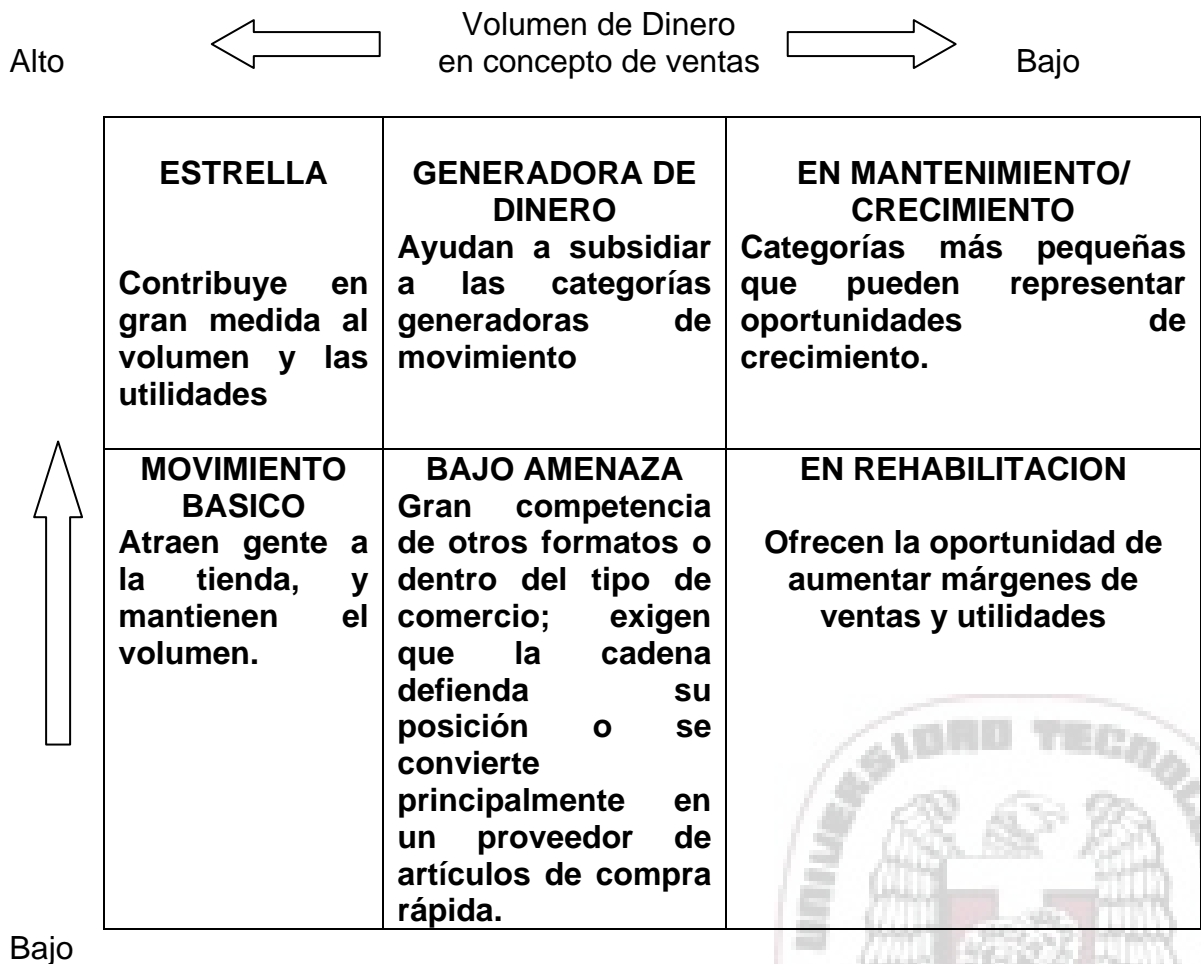 Volumen de Dinero
en concepto de ventas
Alto
Bajo
ESTRELLA
Contribuye en
gran medida al
volumen y las
utilidades
GENERADORA DE
DINERO
Ayudan a subsidiar
a las categorías
generadoras de
movimiento
EN MANTENIMIENTO/
CRECIMIENTO
Categorías más pequeñas
que pueden representar
oportunidades de
crecimiento.
MOVIMIENTO
BASICO
Atraen gente a
la tienda, y
mantienen el
volumen.
BAJO AMENAZA
Gran competencia
de otros formatos o
dentro del tipo de
comercio; exigen
que la cadena
defienda su
posición o se
convierte
principalmente en
un proveedor de
artículos de compra
rápida.
EN REHABILITACION
Ofrecen la oportunidad de
aumentar márgenes de
ventas y utilidades
Bajo